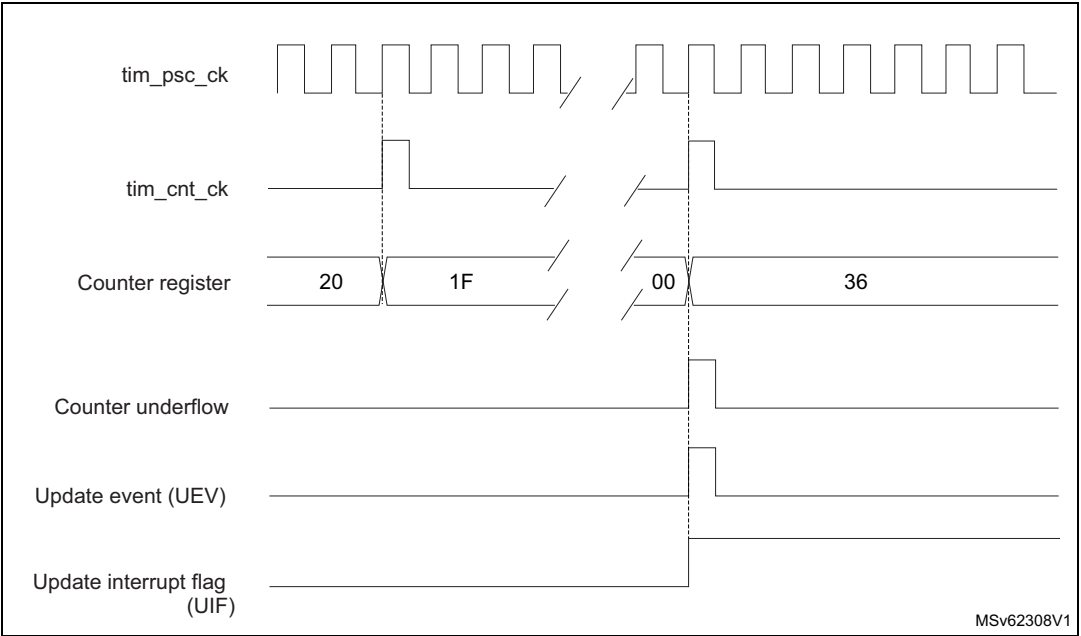 tim_psc_ck
tim_cnt_ck
Counter register
20
1F
00
36
Counter underflow
Update event (UEV)
Update interrupt flag
(UIF)
MSv62308V1